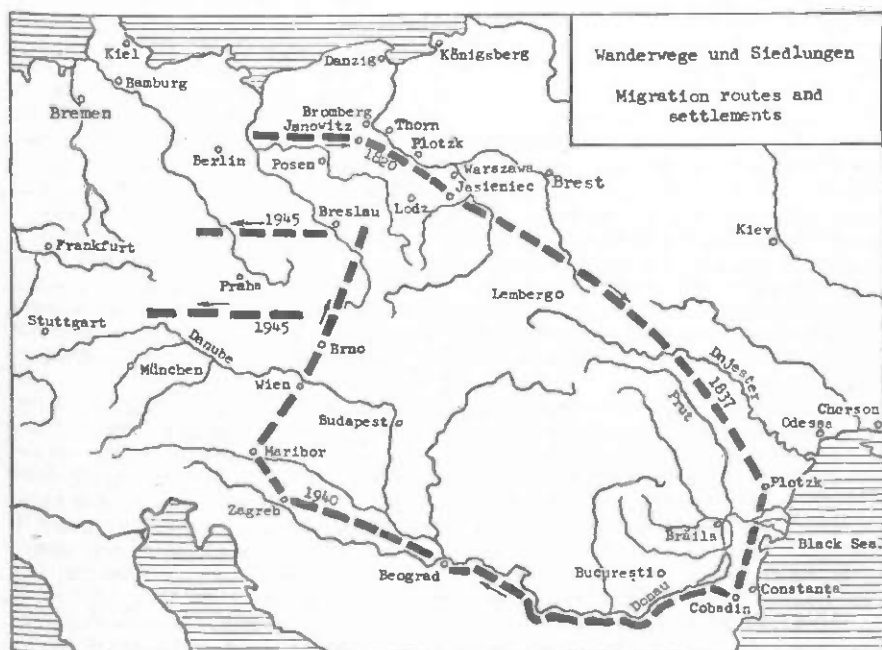 Wanderwege und Siedlungen
Migration routes and
settlements
Kiel
Hamburg
Bremen
Danzig
Königsberg
Bromberg
Janowitz
Thorn
Plotzk
1820
Berlin
Posen
Warszawa
Jasieniec
Brest
Lodz
Breslau
1945
Frankfurt
Kiev
Praha
Lemberg
1945
Stuttgart
Danube
Brno
München
Wien
Dnjester
1837
Prut
Budapest
Cherson
Odessa
Maribor
Plotzk
1940
Zagreb
Brăila
Black Sea
Beograd
Bucureşti
Donau
Constanţa
Cobadin